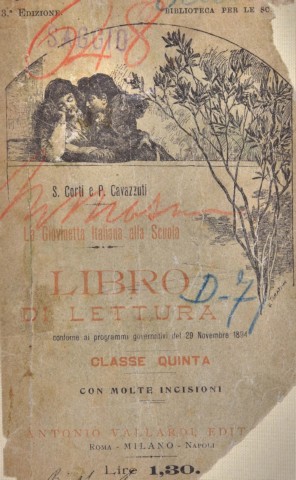 3.ª EDIZIONE
BIBLIOTECA PER LE SC
SAGGIO
648
S. Corti e P. Cavazzuti
La Giovinetta Italiana alla Scuola
LIBRO
DI LETTURA
D-7
conforme ai programmi governativi del 29 Novembre 1894
CLASSE QUINTA
CON MOLTE INCISIONI
ANTONIO VALLARDI EDIT
ROMA - MILANO - NAPOLI
Lire 1,30.